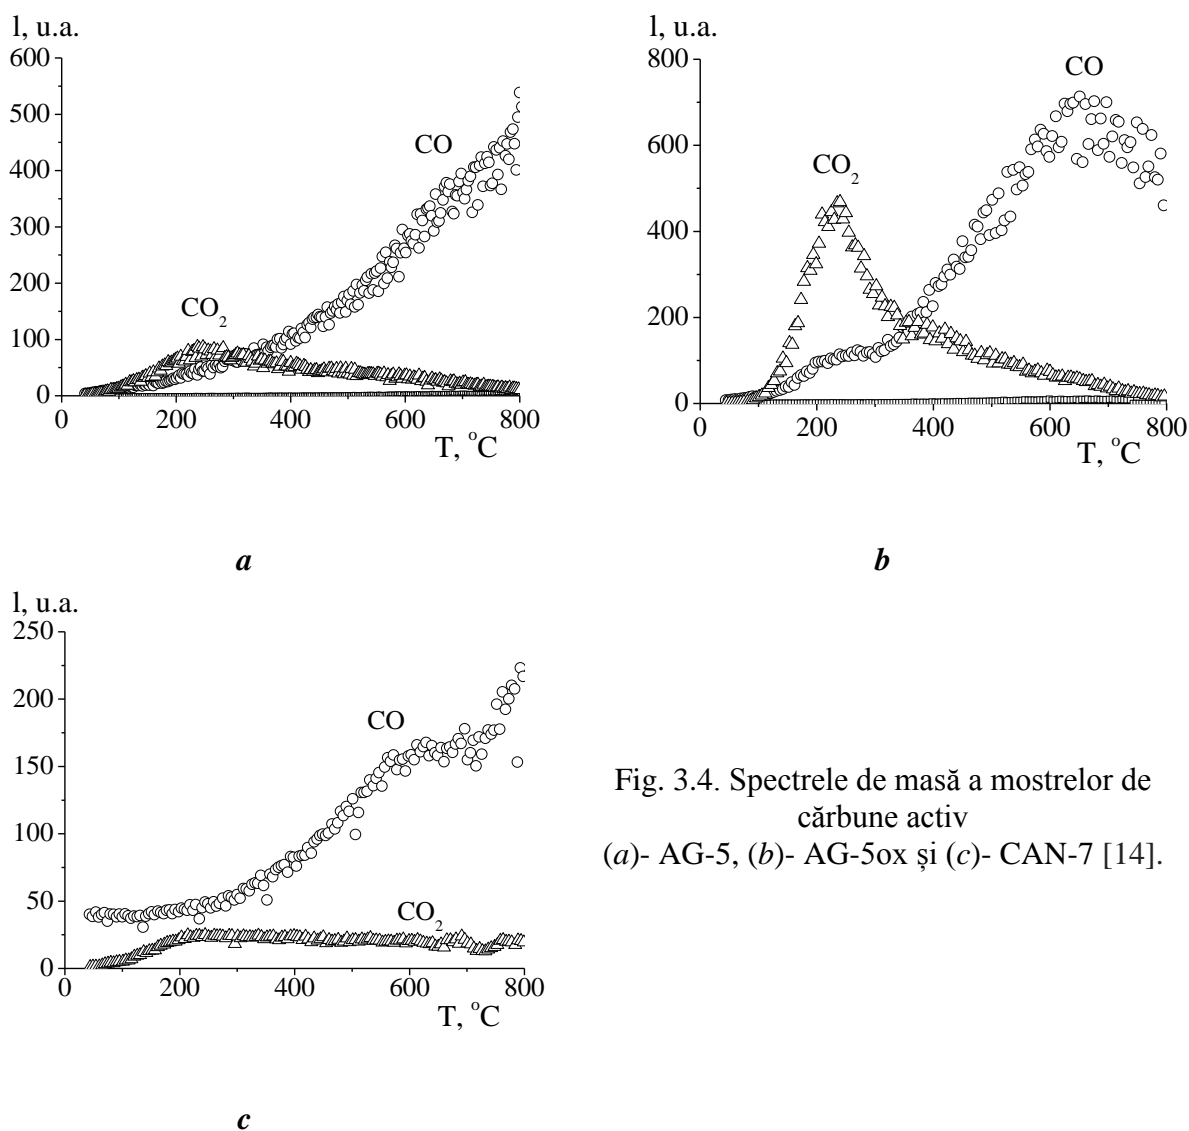 l, u.a.
600
500
400
300
200
100
0
CO
CO2
0 200 400 600 800
T, °C
a
l, u.a.
800
600
400
200
0
CO
CO2
0 200 400 600 800
T, °C
b
l, u.a.
250
200
150
100
50
0
CO
CO2
0 200 400 600 800
T, °C
c
Fig. 3.4. Spectrele de masă a mostrelor de
cărbune activ
(a)- AG-5, (b)- AG-5ox și (c)- CAN-7 [14].